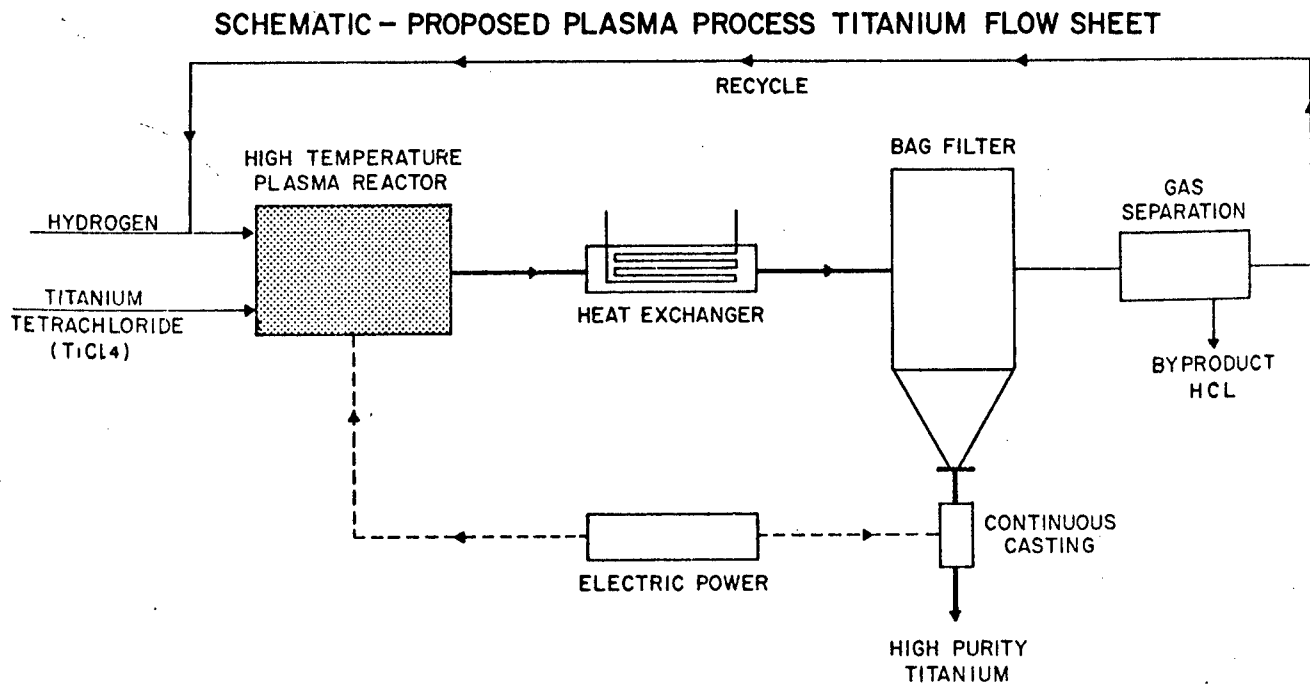 SCHEMATIC – PROPOSED PLASMA PROCESS TITANIUM FLOW SHEET
RECYCLE
BAG FILTER
HIGH TEMPERATURE
PLASMA REACTOR
GAS
SEPARATION
HYDROGEN
TITANIUM
TETRACHLORIDE
(TiCL4)
HEAT EXCHANGER
BYPRODUCT
HCL
CONTINUOUS
CASTING
ELECTRIC POWER
HIGH PURITY
TITANIUM